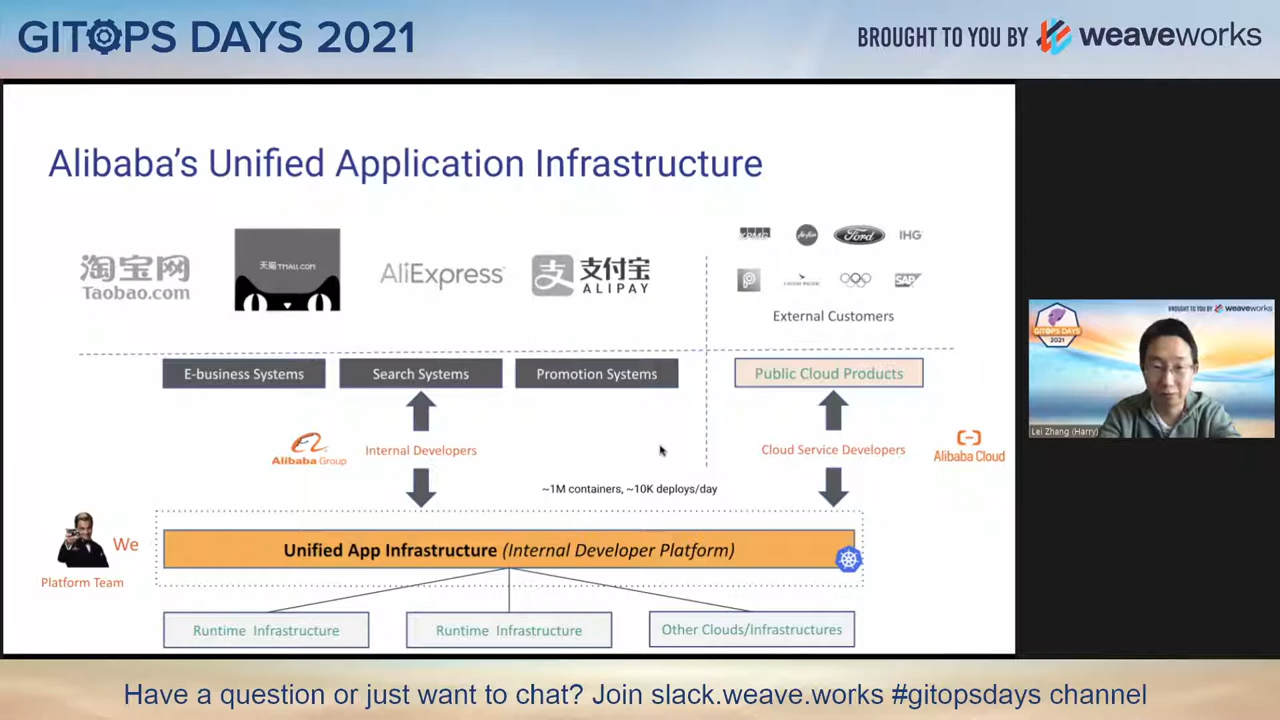 GITOPS DAYS 2021
BROUGHT TO YOU BY weaveworks
Alibaba's Unified Application Infrastructure
淘宝网
Taobao.com
天猫 TMALL.COM
AliExpress
支 支付宝
ALIPAY
Ford
IHG
SAP
External Customers
E-business Systems
Search Systems
Promotion Systems
Public Cloud Products
Alibaba Group
Internal Developers
Cloud Service Developers
Alibaba Cloud
~1M containers, ~10K deploys/day
We
Platform Team
Unified App Infrastructure (Internal Developer Platform)
Runtime Infrastructure
Runtime Infrastructure
Other Clouds/Infrastructures
BROUGHT TO YOU BY weaveworks
GITOPS DAYS
2021
Lei Zhang (Harry)
Have a question or just want to chat? Join slack.weave.works #gitopsdays channel